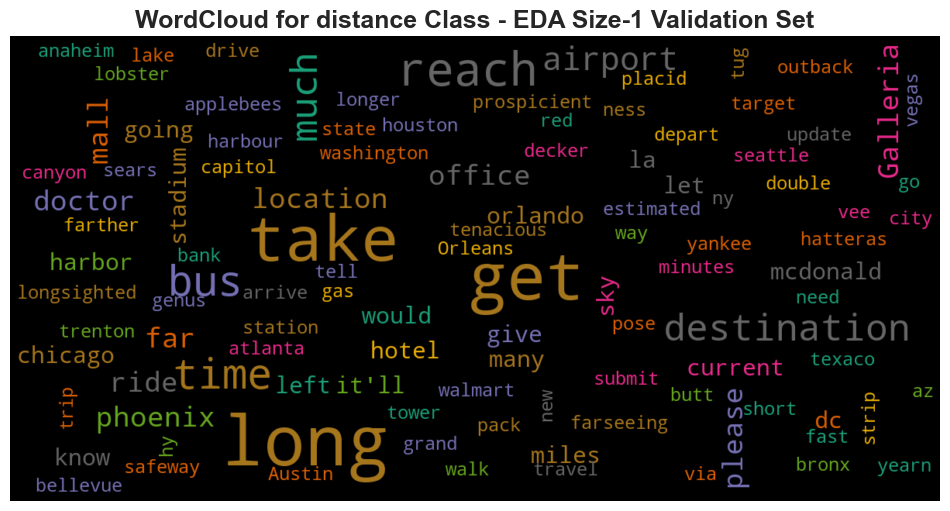 WordCloud for distance Class - EDA Size-1 Validation Set
anaheim lake drive
lobster
much
reach airport
placid
tug
outback
Galleria
vegas
mall
applebees longer prospicient ness target
going
harbour state houston red depart update
stadium
washington decker la seattle
canyon sears capitol office let ny double go
doctor location orlando estimated vee city
farther take tenacious way yankee hatteras
Orleans
harbor bank tell get sky minutes mcdonald
longsighted genus bus arrive gas need
trenton station would give pose destination
chicago far atlanta hotel many texaco
ride time left it'll walmart submit current az
trip
phoenix long tower new butt please short dc strip
hy
grand pack farseeing fast
know safeway Austin walk miles travel via bronx yearn
bellevue